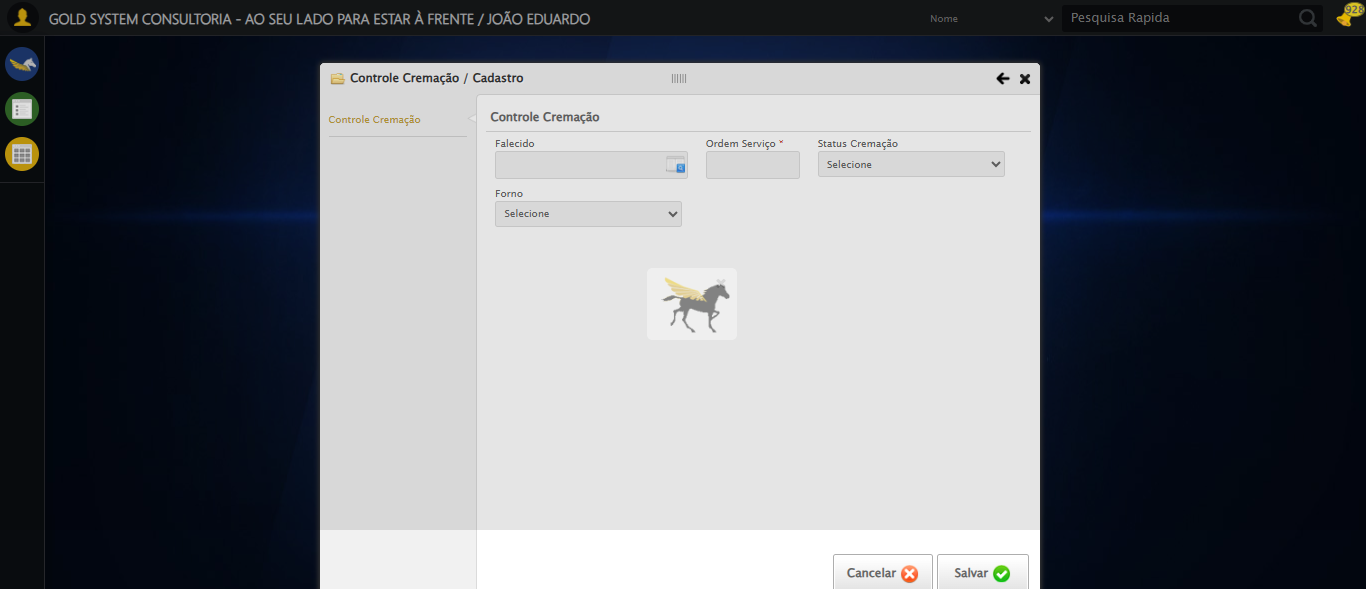 GOLD SYSTEM CONSULTORIA - AO SEU LADO PARA ESTAR À FRENTE / JOÃO EDUARDO
Nome
Pesquisa Rapida
928
Controle Cremação / Cadastro
Controle Cremação
Controle Cremação
Falecido
Ordem Serviço *
Status Cremação
Selecione
Forno
Selecione
Cancelar
Salvar